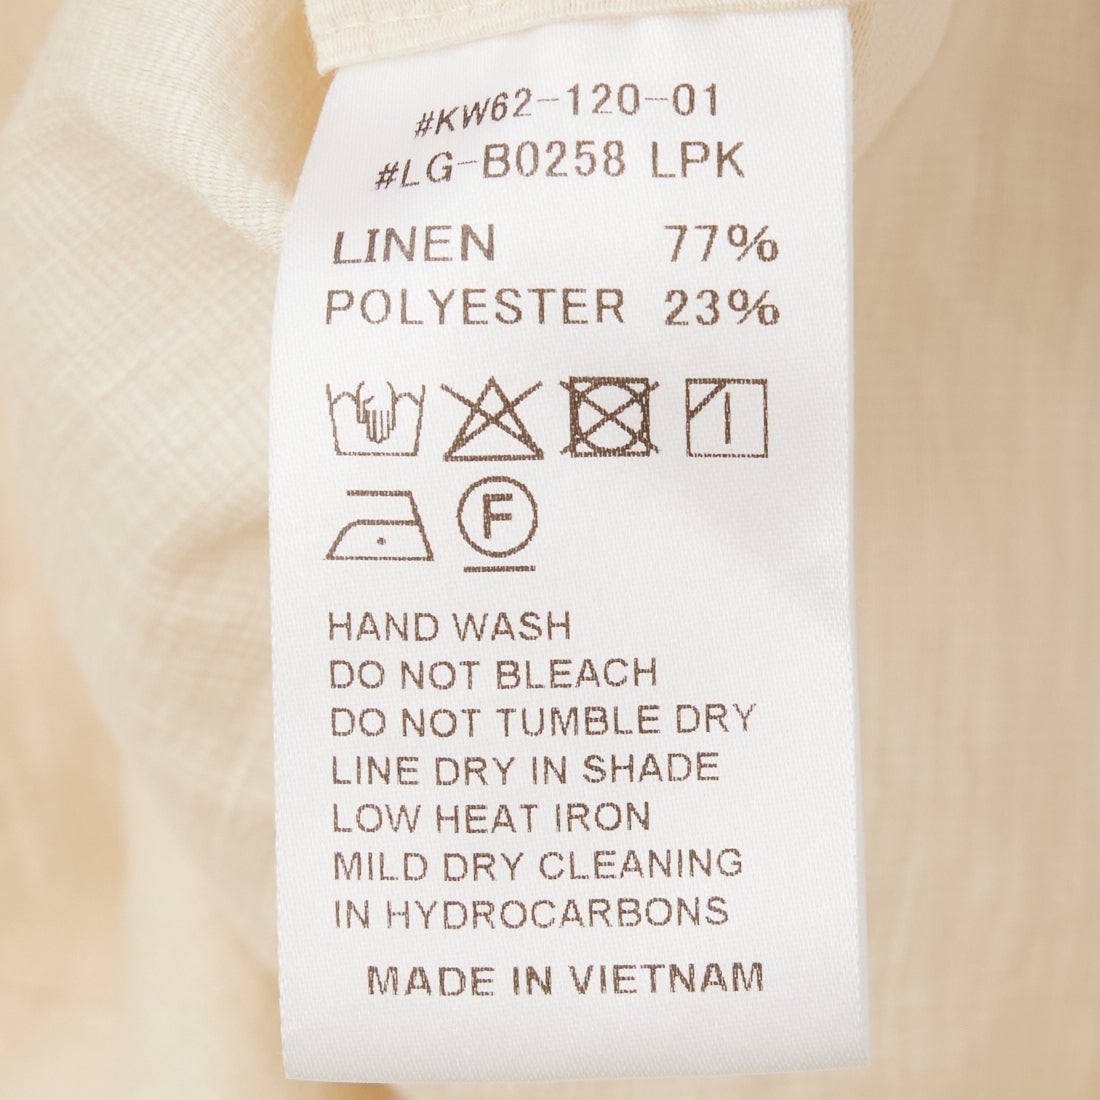 #KW62-120-01
#LG-B0258 LPK
LINEN 77%
POLYESTER 23%
F
HAND WASH
DO NOT BLEACH
DO NOT TUMBLE DRY
LINE DRY IN SHADE
LOW HEAT IRON
MILD DRY CLEANING
IN HYDROCARBONS
MADE IN VIETNAM